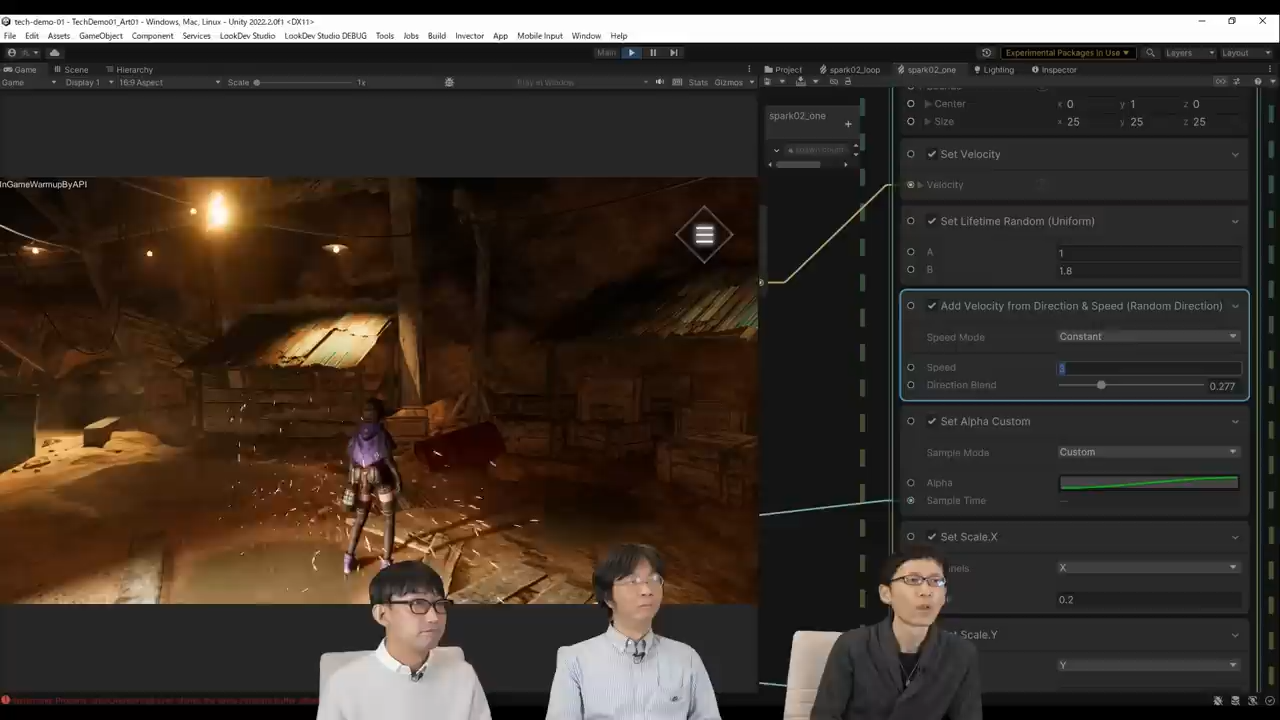 tech-demo-01 - TechDemo01_Art01 - Windows, Mac, Linux - Unity 2022.2.0f1 <DX11>
File Edit Assets GameObject Component Services LookDev Studio LookDev Studio DEBUG Tools Jobs Build Invector App Mobile Input Window Help
Main Experimental Packages In Use Layers Layout
Game Scene Hierarchy
Project spark02_loop spark02_one Lighting Inspector
Game Display 1 16:9 Aspect Scale 1x Play In Window Stats Gizmos
InGameWarmupByAPI
spark02_one
Center x 0 y 1 z 0
Size x 25 y 25 z 25
Set Velocity
Velocity
Set Lifetime Random (Uniform)
A 1
B 1.8
Add Velocity from Direction & Speed (Random Direction)
Speed Mode Constant
Speed
Direction Blend 0.277
Set Alpha Custom
Sample Mode Custom
Alpha
Sample Time
Set Scale.X
X
0.2
Scale.Y
Y